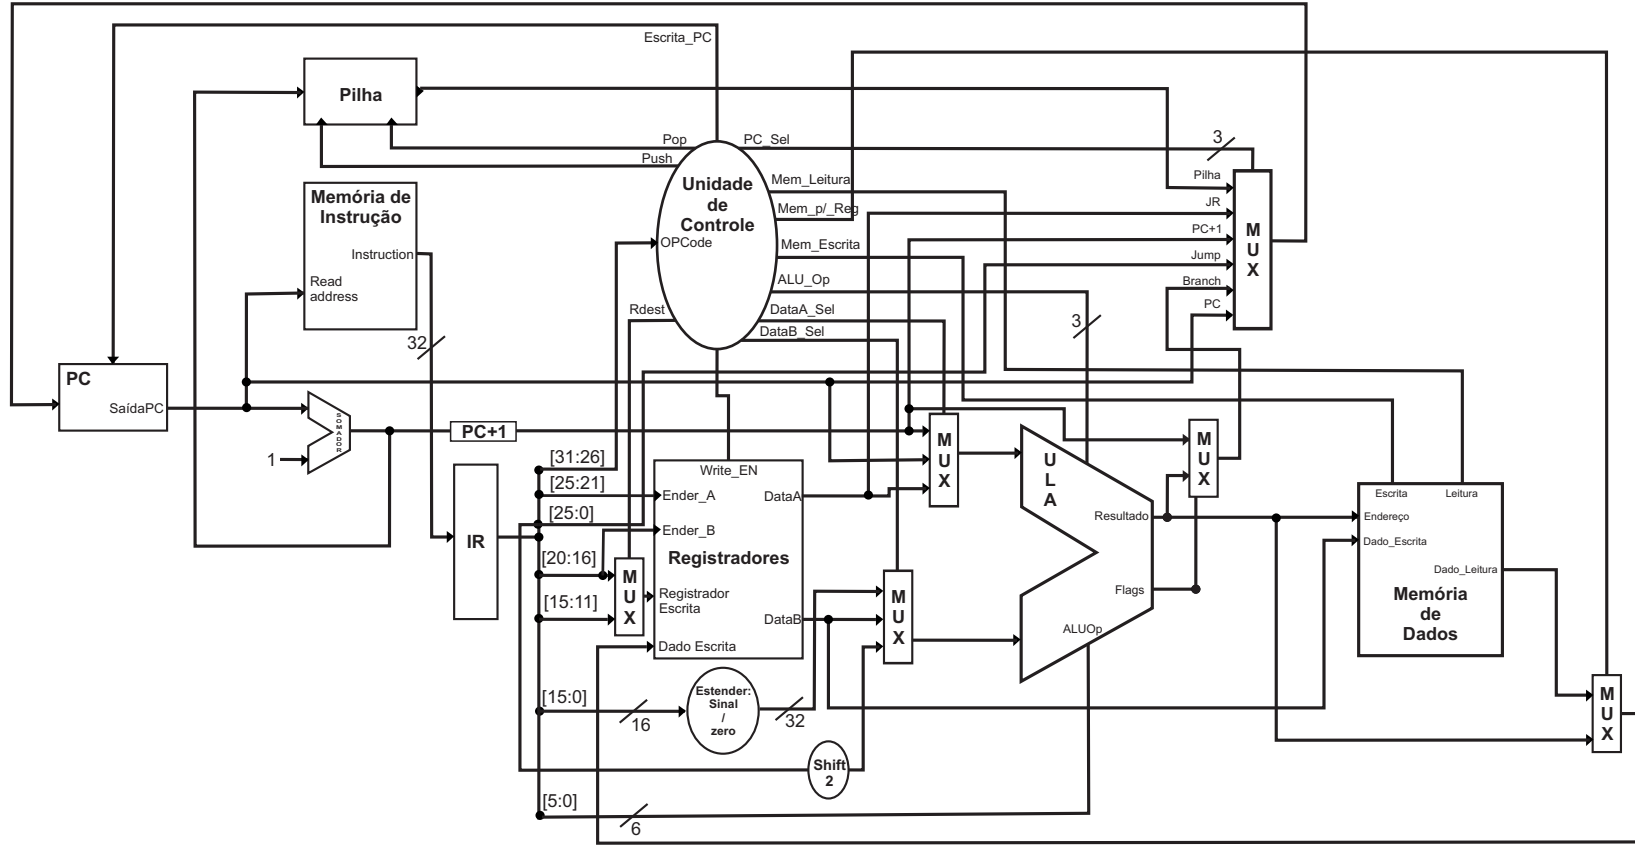 Escrita_PC
Pilha
Pop
PC_Sel
3
Push
Mem_Leitura
Pilha
Unidade
de
Controle
Memória de
Instrução
Mem_p/_Reg
JR
PC+1
M
U
X
OPCode
Mem_Escrita
Instruction
Jump
Read
address
ALU_Op
Branch
Rdest
DataA_Sel
PC
DataB_Sel
3
32
PC
SaídaPC
SOMADOR
1
PC+1
M
U
X
M
U
X
[31:26]
Write_EN
U
L
A
[25:21]
Ender_A
DataA
Escrita
Leitura
[25:0]
Resultado
Endereço
Ender_B
IR
Dado_Escrita
[20:16]
Registradores
Dado_Leitura
M
U
X
Registrador
Escrita
Flags
M
U
X
Memória
de
Dados
[15:11]
DataB
ALUOp
Dado Escrita
[15:0]
16
Estender:
Sinal
/
zero
32
M
U
X
Shift
2
[5:0]
6